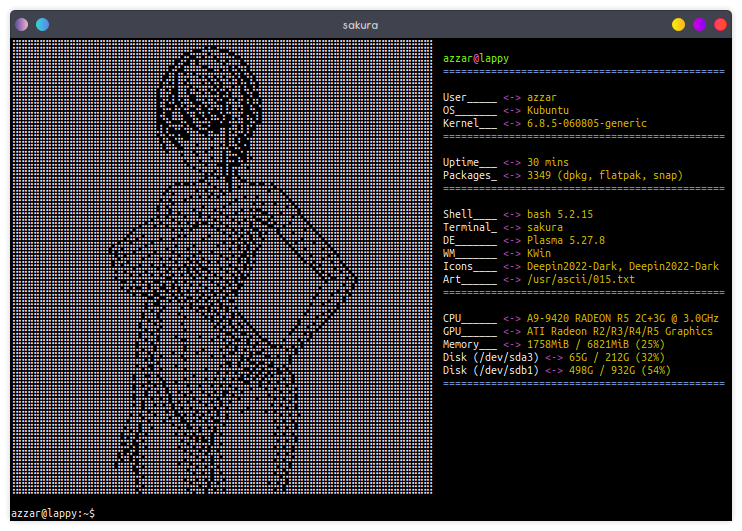 sakura
azzar@lappy
===============================================
User_____ <-> azzar
OS_______ <-> Kubuntu
Kernel___ <-> 6.8.5-060805-generic
===============================================
Uptime___ <-> 30 mins
Packages_ <-> 3349 (dpkg, flatpak, snap)
===============================================
Shell____ <-> bash 5.2.15
Terminal_ <-> sakura
DE_______ <-> Plasma 5.27.8
WM_______ <-> KWin
Icons____ <-> Deepin2022-Dark, Deepin2022-Dark
Art______ <-> /usr/ascii/015.txt
===============================================
CPU______ <-> A9-9420 RADEON R5 2C+3G @ 3.0GHz
GPU______ <-> ATI Radeon R2/R3/R4/R5 Graphics
Memory___ <-> 1758MiB / 6821MiB (25%)
Disk (/dev/sda3) <-> 65G / 212G (32%)
Disk (/dev/sdb1) <-> 498G / 932G (54%)
===============================================
azzar@lappy:~$